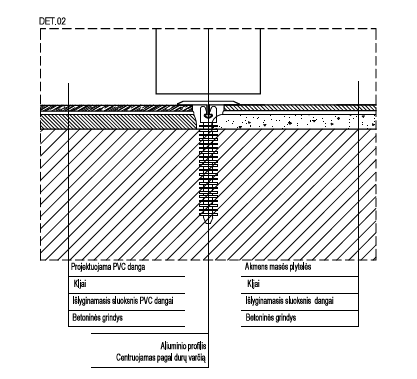 DET.02
Projektuojama PVC danga
Klijai
Išlyginamasis sluoksnis PVC dangai
Betoninės grindys
Akmens masės plytelės
Klijai
Išlyginamasis sluoksnis dangai
Betoninės grindys
Aliuminio profilis
Centruojamas pagal durų varčią